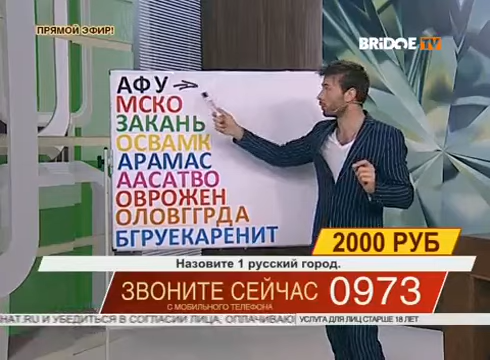 ПРЯМОЙ ЭФИР!
BRIDGE TV
АФУ
МСКО
ЗАКАНЬ
ОСВАМК
АРАМАС
ААСАТВО
ОВРОЖЕН
ОЛОВГГРДА
БГРУЕКАРЕНИТ
2000 РУБ
Назовите 1 русский город.
ЗВОНИТЕ СЕЙЧАС 0973
С МОБИЛЬНОГО ТЕЛЕФОНА
HAT.RU И УБЕДИТЬСЯ В СОГЛАСИИ ЛИЦА, ОПЛАЧИВАЮ УСЛУГА ДЛЯ ЛИЦ СТАРШЕ 18 ЛЕТ